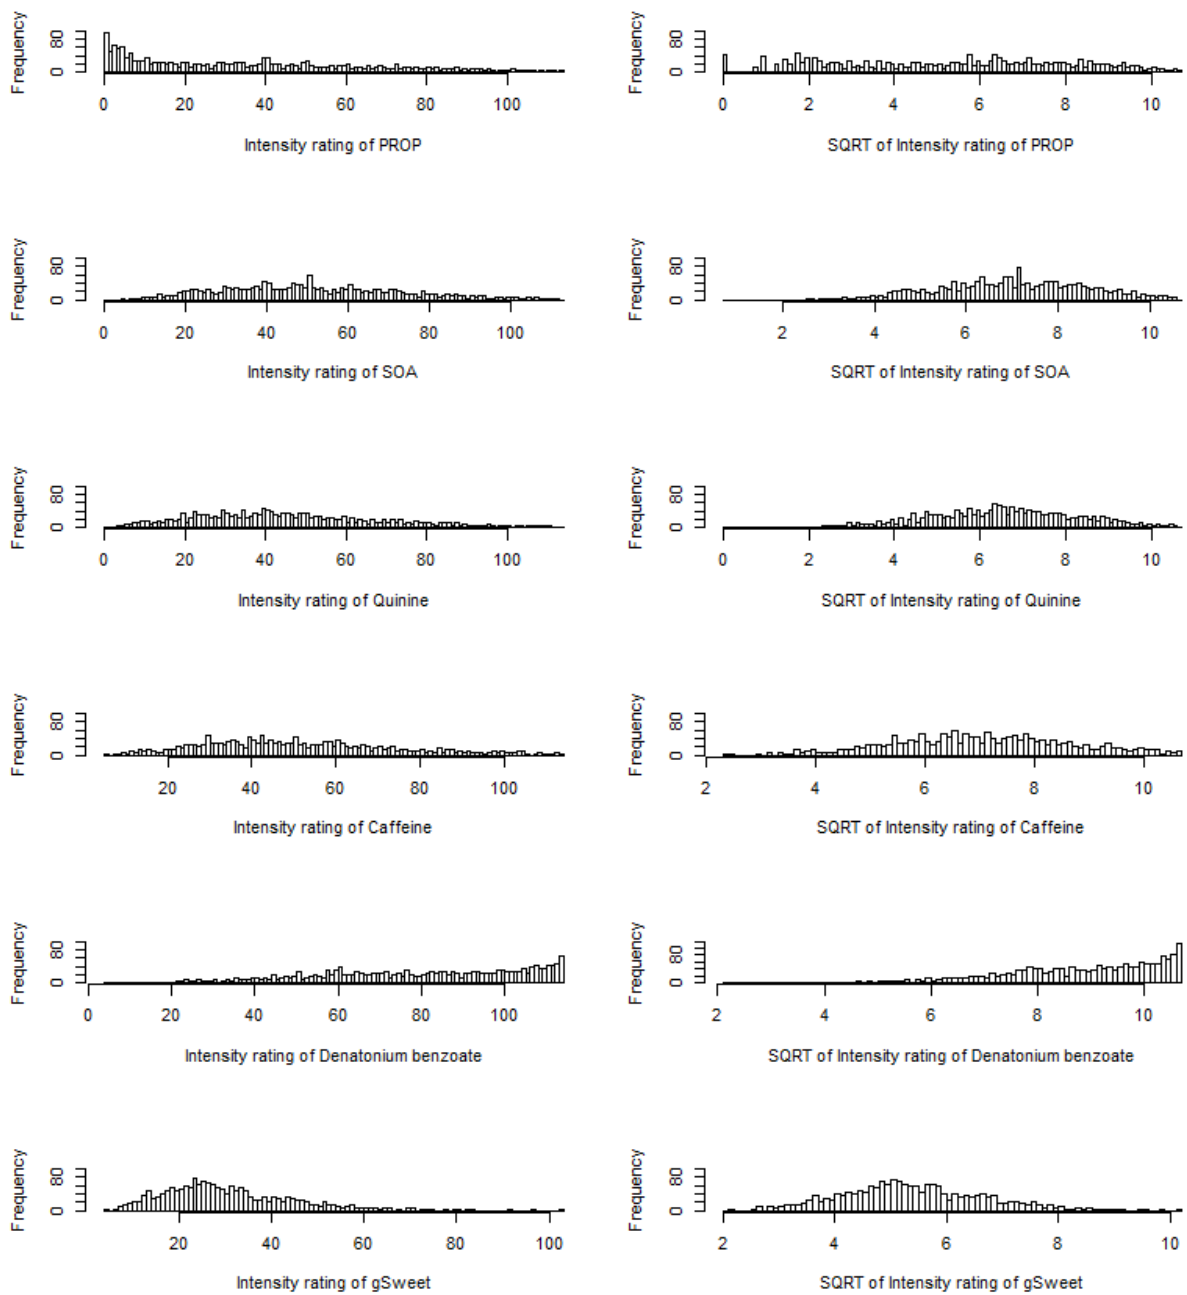 Frequency
80
0
0 20 40 60 80 100
Intensity rating of PROP
Frequency
80
0
0 2 4 6 8 10
SQRT of Intensity rating of PROP
Frequency
80
0
0 20 40 60 80 100
Intensity rating of SOA
Frequency
80
0
2 4 6 8 10
SQRT of Intensity rating of SOA
Frequency
80
0
0 20 40 60 80 100
Intensity rating of Quinine
Frequency
80
0
0 2 4 6 8 10
SQRT of Intensity rating of Quinine
Frequency
80
0
20 40 60 80 100
Intensity rating of Caffeine
Frequency
80
0
2 4 6 8 10
SQRT of Intensity rating of Caffeine
Frequency
80
0
0 20 40 60 80 100
Intensity rating of Denatonium benzoate
Frequency
80
0
2 4 6 8 10
SQRT of Intensity rating of Denatonium benzoate
Frequency
80
0
20 40 60 80 100
Intensity rating of gSweet
Frequency
80
0
2 4 6 8 10
SQRT of Intensity rating of gSweet